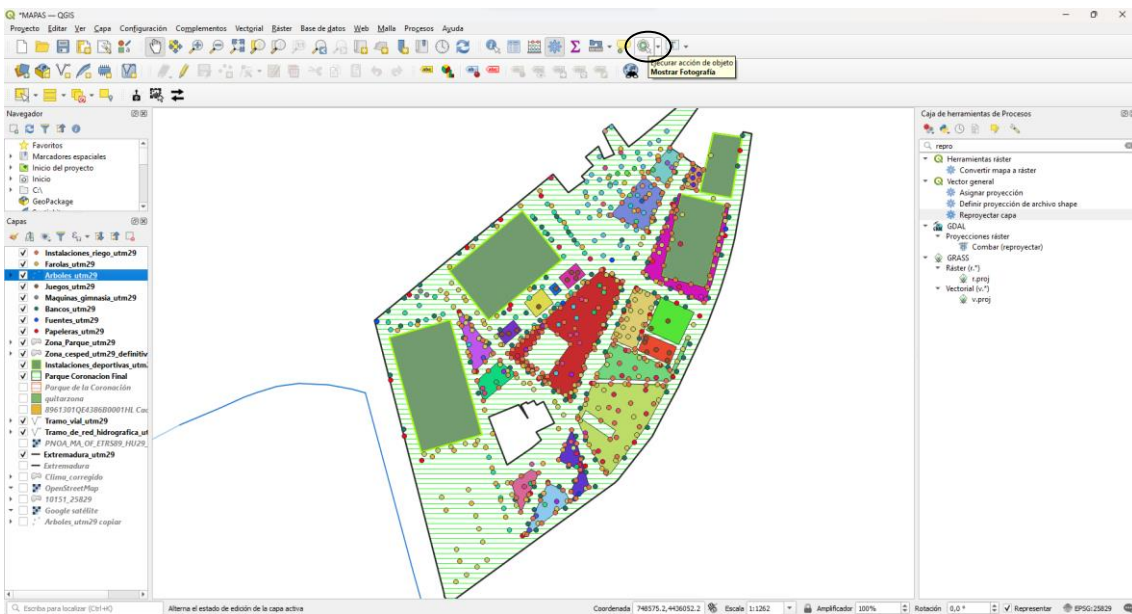 *MAPAS — QGIS
Proyecto Editar Ver Capa Configuración Complementos Vectorial Ráster Base de datos Web Malla Procesos Ayuda
Ejecurar acción de objeto
Mostrar Fotografía
Navegador
Favoritos
Marcadores espaciales
Inicio del proyecto
Inicio
C:\
GeoPackage
Capas
Instalaciones_riego_utm29
Farolas_utm29
Arboles_utm29
Juegos_utm29
Maquinas_gimnasia_utm29
Bancos_utm29
Fuentes_utm29
Papeleras_utm29
Zona_Parque_utm29
Zona_cesped_utm29_definitiv
Instalaciones_deportivas_utm.
Parque Coronacion Final
Parque de la Coronación
quitarzona
8961301QE4386B0001HL Ca
Tramo_vial_utm29
Tramo_de_red_hidrografica_ut
PNOA_MA_OF_ETRS89_HU29_
Extremadura_utm29
Extremadura
Clima_corregido
OpenStreetMap
10151_25829
Google satélite
Arboles_utm29 copiar
Caja de herramientas de Procesos
repro
Herramientas ráster
Convertir mapa a ráster
Vector general
Asignar proyección
Definir proyección de archivo shape
Reproyectar capa
GDAL
Proyecciones ráster
Combar (reproyectar)
GRASS
Ráster (r.*)
r.proj
Vectorial (v.*)
v.proj
Escriba para localizar (Ctrl+K) Alterna el estado de edición de la capa activa Coordenada 748575.2,4436052.2 Escala 1:1262 Amplificador 100% Rotación 0,0 ° Representar EPSG:25829